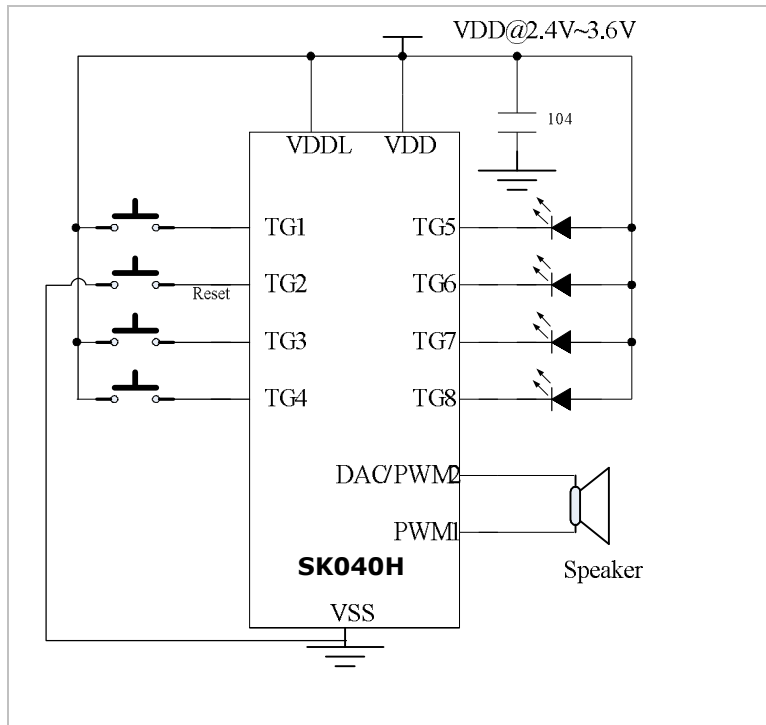 VDD@2.4V~3.6V
104
VDDL
VDD
TG1
TG5
TG2
Reset
TG6
TG3
TG7
TG4
TG8
DAC/PWM2
PWM1
SK040H
Speaker
VSS